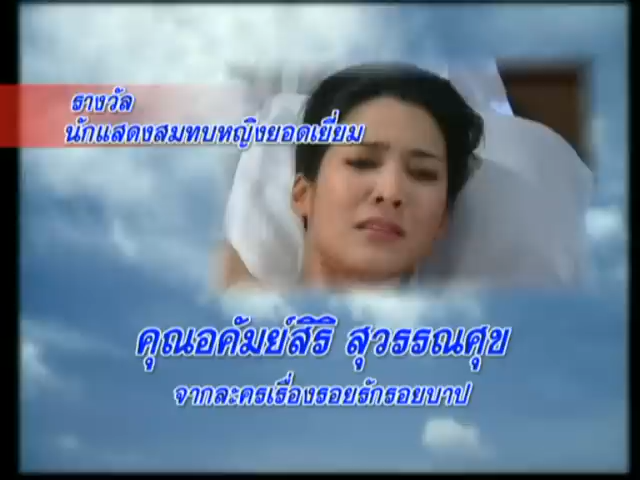 รางวัล
นักแสดงสมทบหญิงยอดเยี่ยม
คุณอคัมย์สิริ สุวรรณศุข
จากละครเรื่องรอยรักรอยบาป